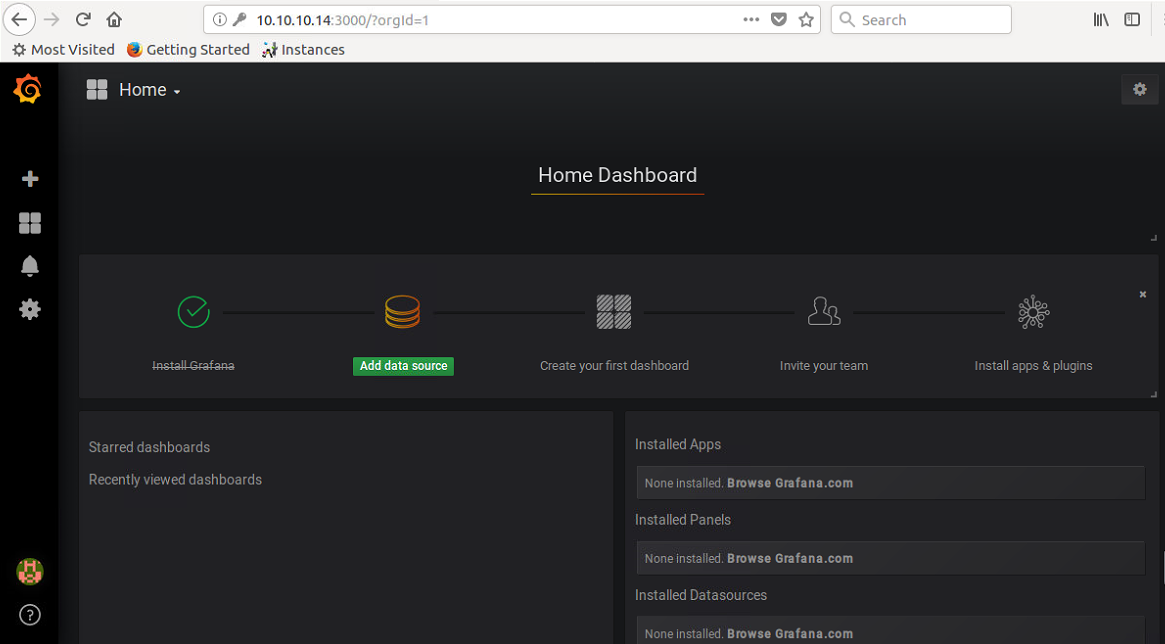 10.10.10.14:3000/?orgId=1
Search
Most Visited
Getting Started
Instances
Home
Home Dashboard
Install Grafana
Add data source
Create your first dashboard
Invite your team
Install apps & plugins
Starred dashboards
Recently viewed dashboards
Installed Apps
None installed. Browse Grafana.com
Installed Panels
None installed. Browse Grafana.com
Installed Datasources
None installed. Browse Grafana.com